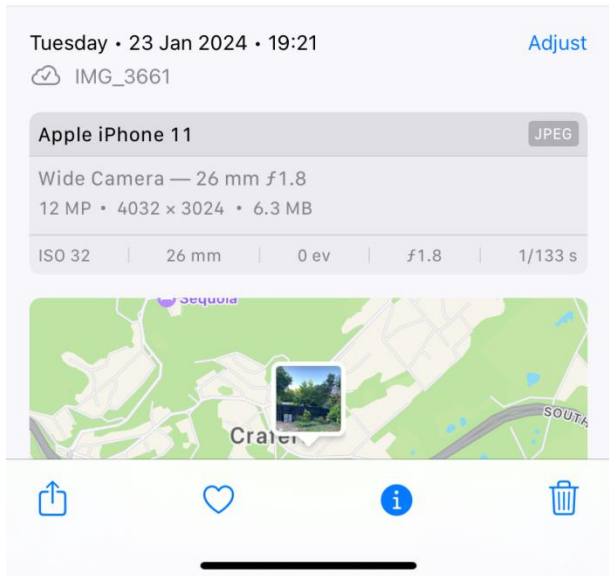 Tuesday • 23 Jan 2024 • 19:21
Adjust
IMG_3661
Apple iPhone 11
JPEG
Wide Camera — 26 mm ƒ1.8
12 MP • 4032 × 3024 • 6.3 MB
ISO 32 | 26 mm | 0 ev | ƒ1.8 | 1/133 s
Sequoia
SOUTH